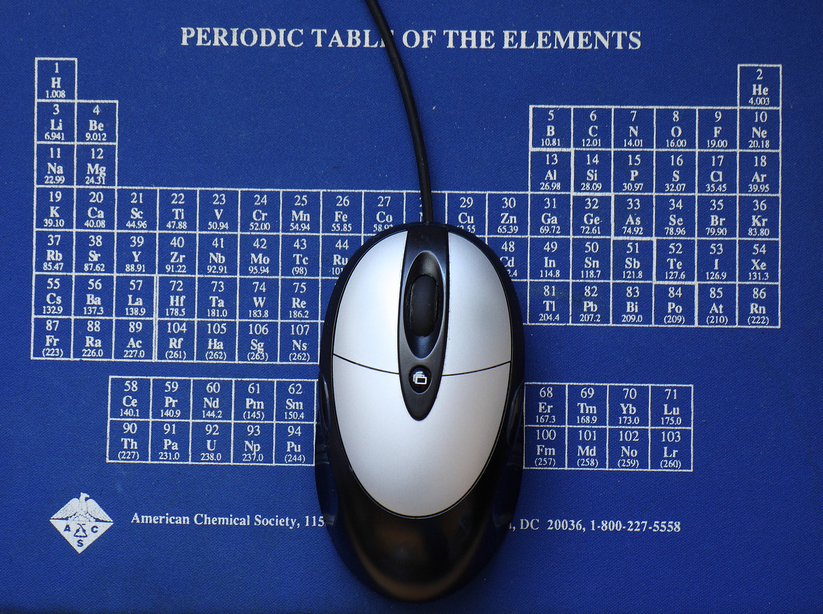 PERIODIC TABLE OF THE ELEMENTS
1 2
H He
1.008 4.003
3 4 5 6 7 8 9 10
Li Be B C N O F Ne
6.941 9.012 10.81 12.01 14.01 16.00 19.00 20.18
11 12 13 14 15 16 17 18
Na Mg Al Si P S Cl Ar
22.99 24.31 26.98 28.09 30.97 32.07 35.45 39.95
19 20 21 22 23 24 25 26 27 29 30 31 32 33 34 35 36
K Ca Sc Ti V Cr Mn Fe Co Cu Zn Ga Ge As Se Br Kr
39.10 40.08 44.96 47.88 50.94 52.00 54.94 55.85 65.39 69.72 72.61 74.92 78.96 79.90 83.80
37 38 39 40 41 42 43 44 48 49 50 51 52 53 54
Rb Sr Y Zr Nb Mo Tc Ru Cd In Sn Sb Te I Xe
85.47 87.62 88.91 91.22 92.91 95.94 (98) 114.8 118.7 121.8 127.6 126.9 131.3
55 56 57 72 73 74 75 81 82 83 84 85 86
Cs Ba La Hf Ta W Re Tl Pb Bi Po At Rn
132.9 137.3 138.9 178.5 181.0 183.8 186.2 204.4 207.2 209.0 (209) (210) (222)
87 88 89 104 105 106 107
Fr Ra Ac Rf Ha Sg Ns
(223) 226.0 227.0 (261) (262) (263) (262)
58 59 60 61 62 68 69 70 71
Ce Pr Nd Pm Sm Er Tm Yb Lu
140.1 140.9 144.2 (145) 150.4 167.3 168.9 173.0 175.0
90 91 92 93 94 100 101 102 103
Th Pa U Np Pu Fm Md No Lr
(227) 231.0 238.0 237.0 (244) (257) (258) (259) (260)
ACS
American Chemical Society, 115 DC 20036, 1-800-227-5558